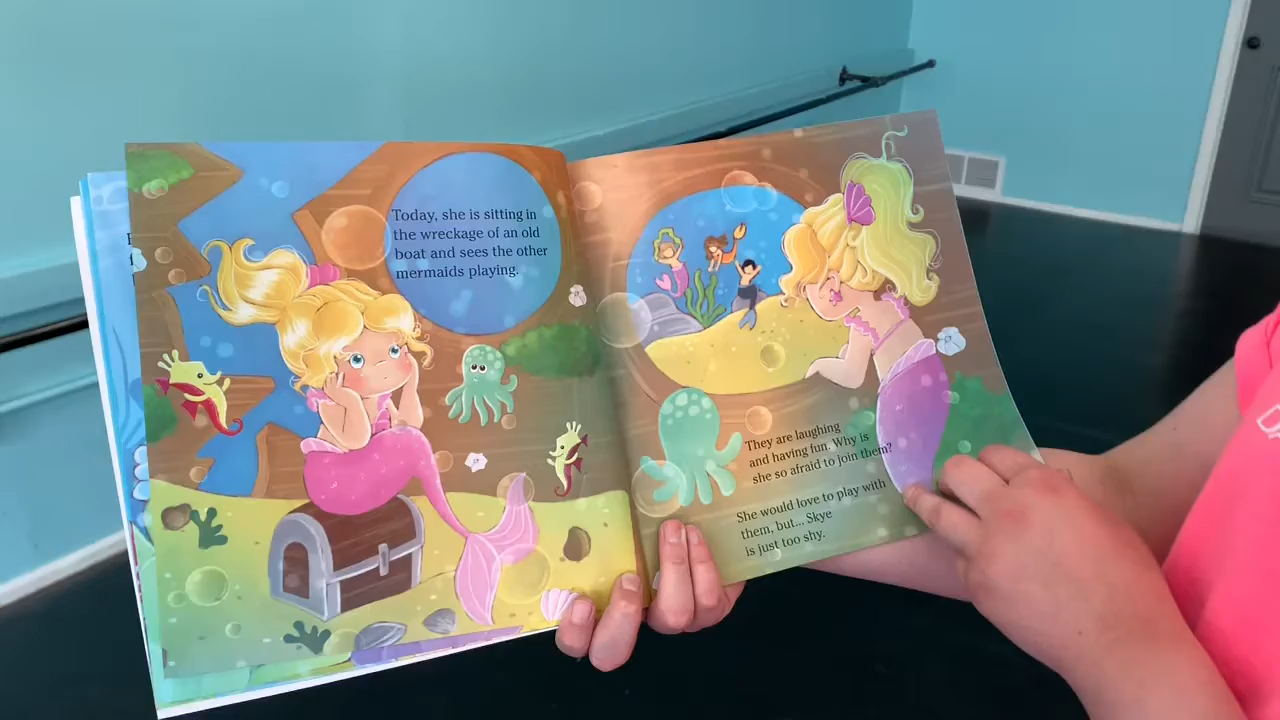 Today, she is sitting in
the wreckage of an old
boat and sees the other
mermaids playing.
They are laughing
and having fun. Why is
she so afraid to join them?
She would love to play with
them, but... Skye
is just too shy.